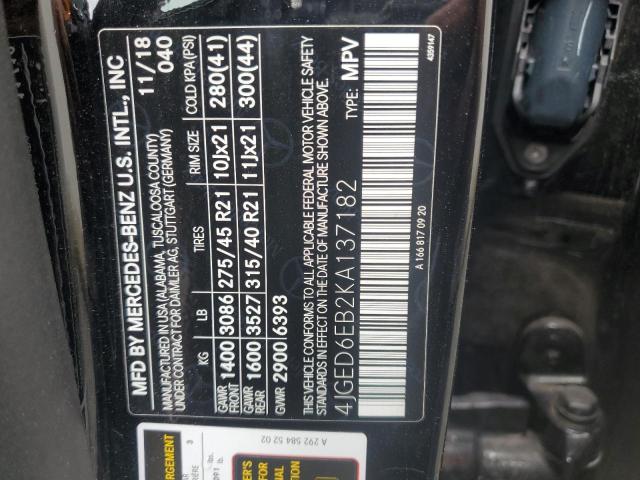 MFD BY MERCEDES-BENZ U.S. INTL., INC
MANUFACTURED IN USA (ALABAMA, TUSCALOOSA COUNTY)
UNDER CONTRACT FOR DAIMLER AG, STUTTGART (GERMANY)
11/18
040
KG LB TIRES RIM SIZE COLD KPA (PSI)
GAWR FRONT 1400 3086 275/45 R21 10Jx21 280(41)
GAWR REAR 1600 3527 315/40 R21 11Jx21 300(44)
GVWR 2900 6393
THIS VEHICLE CONFORMS TO ALL APPLICABLE FEDERAL MOTOR VEHICLE SAFETY
STANDARDS IN EFFECT ON THE DATE OF MANUFACTURE SHOWN ABOVE.
4JGED6EB2KA137182 TYPE: MPV
A 166 817 09 20
4359147
A 292 584 52 02
3